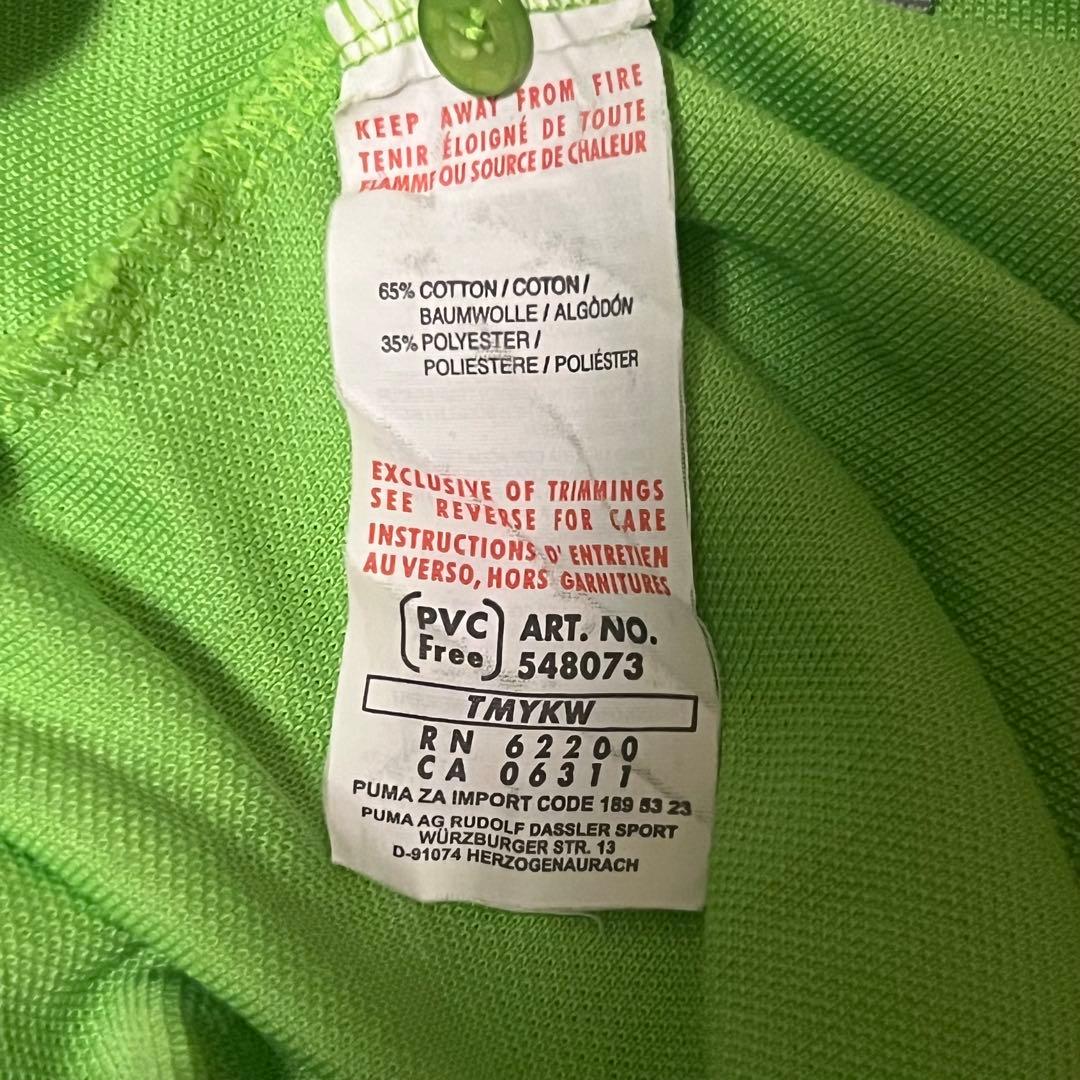 KEEP AWAY FROM FIRE
TENIR ÉLOIGNÉ DE TOUTE
FLAMME OU SOURCE DE CHALEUR
65% COTTON / COTON /
BAUMWOLLE / ALGÒDÓN
35% POLYESTER /
POLIESTERE / POLIÉSTER
EXCLUSIVE OF TRIMMINGS
SEE REVERSE FOR CARE
INSTRUCTIONS D' ENTRETIEN
AU VERSO, HORS GARNITURES
PVC Free
ART. NO.
548073
TMYKW
RN 62200
CA 06311
PUMA ZA IMPORT CODE 189 53 23
PUMA AG RUDOLF DASSLER SPORT
WÜRZBURGER STR. 13
D-91074 HERZOGENAURACH